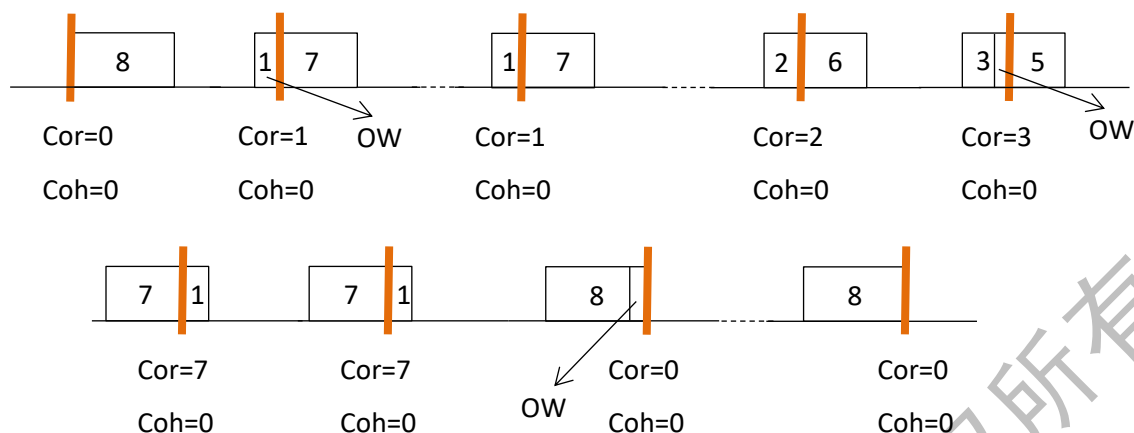 8 1 7 1 7 2 6 3 5
Cor=0 Cor=1 OW Cor=1 Cor=2 Cor=3 OW
Coh=0 Coh=0 Coh=0 Coh=0 Coh=0
7 1 7 1 8 8
Cor=7 Cor=7 Cor=0 Cor=0
OW
Coh=0 Coh=0 Coh=0 Coh=0
所有